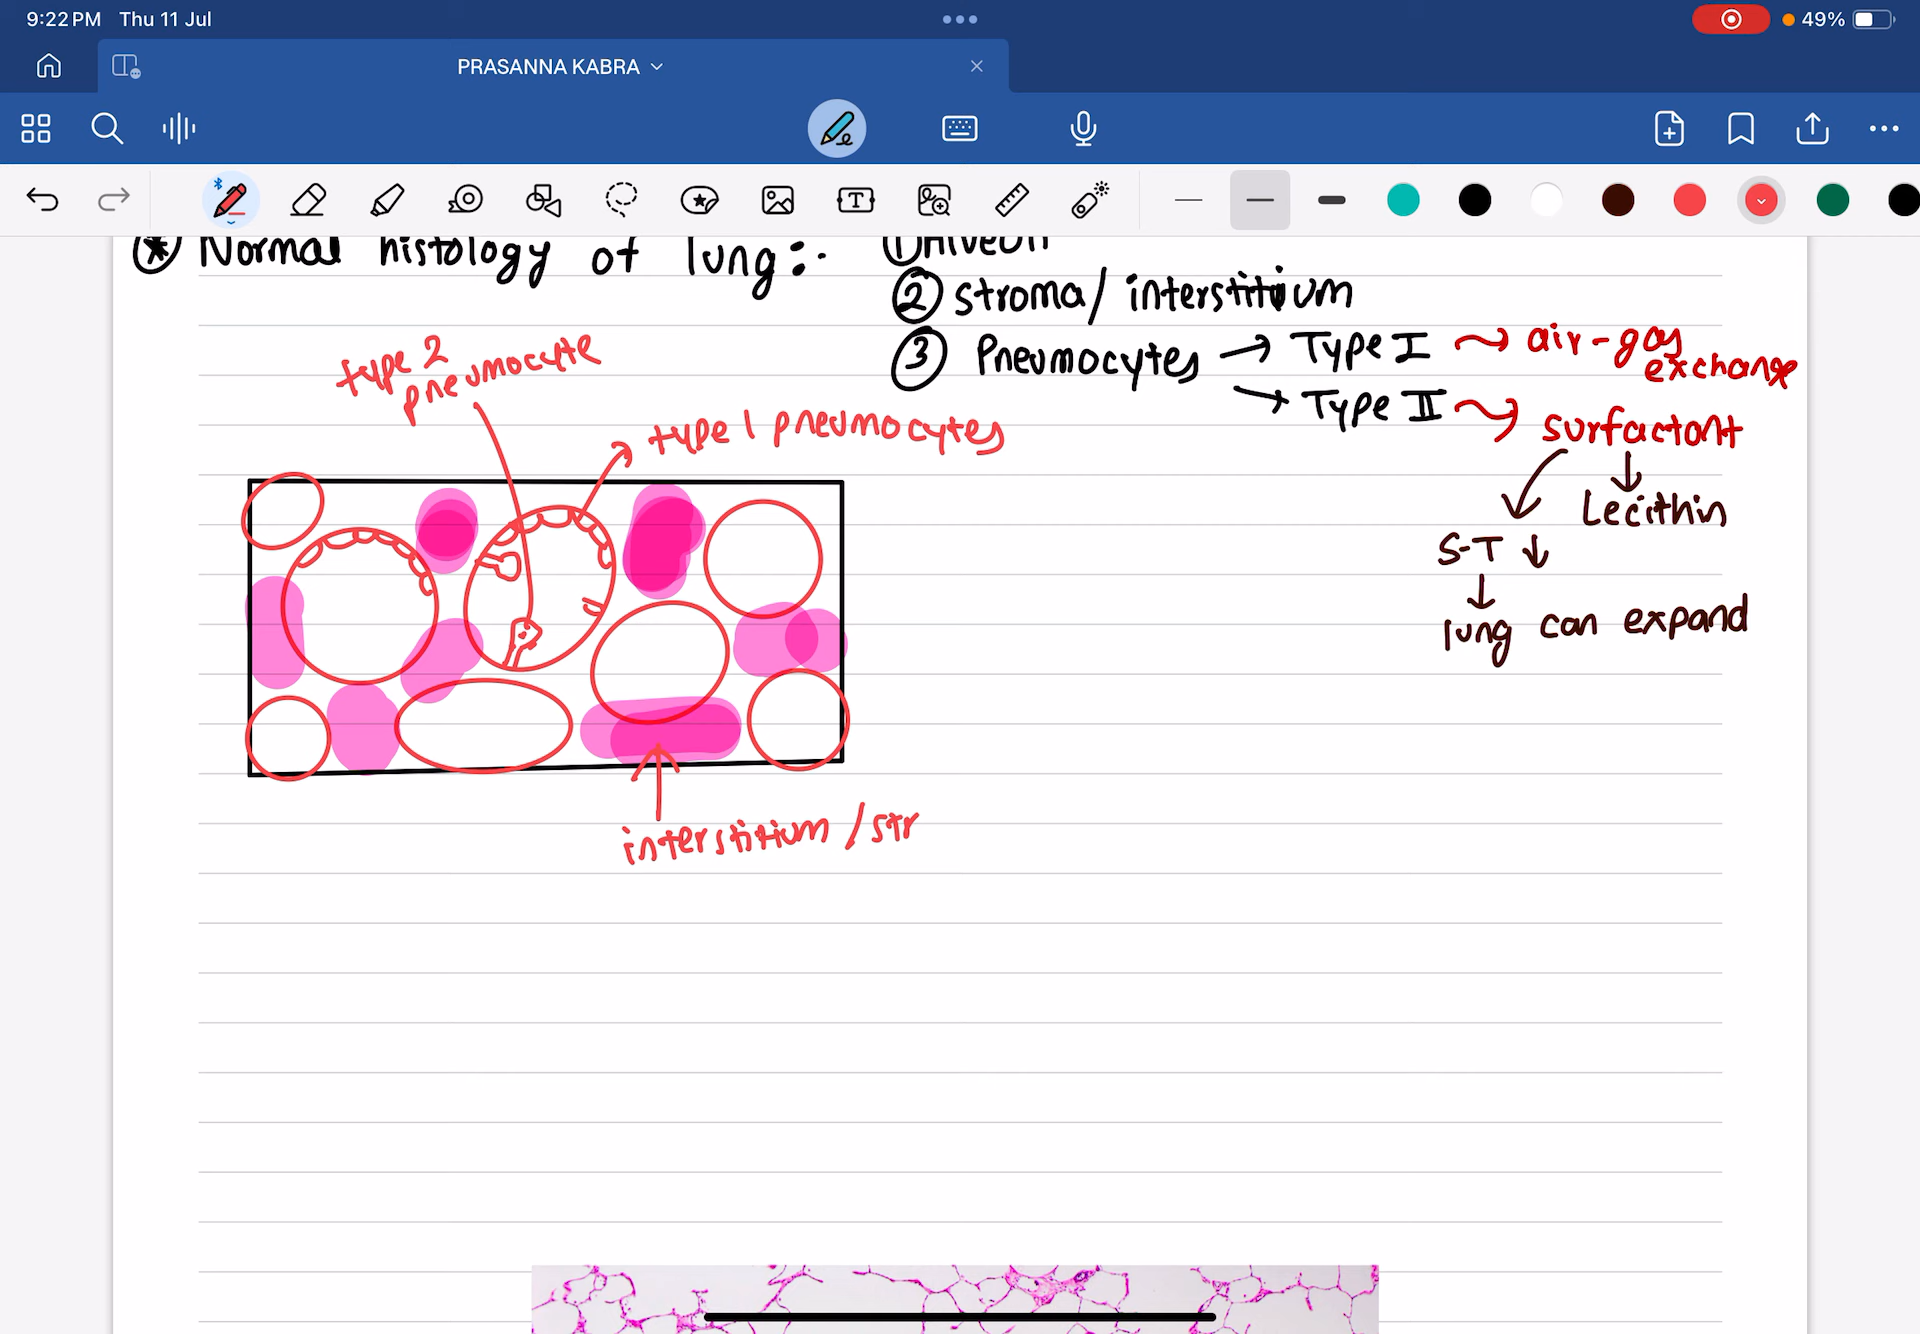 9:22 PM Thu 11 Jul
49%
PRASANNA KABRA
* Normal histology of lung :-
① Alveoli
② stroma / interstitium
③ Pneumocytes → Type I ⇝ air-gas exchange
→ Type II ⇝ surfactant
type 2 pneumocyte
type 1 pneumocytes
Lecithin
S-T ↓
lung can expand
interstitium / str